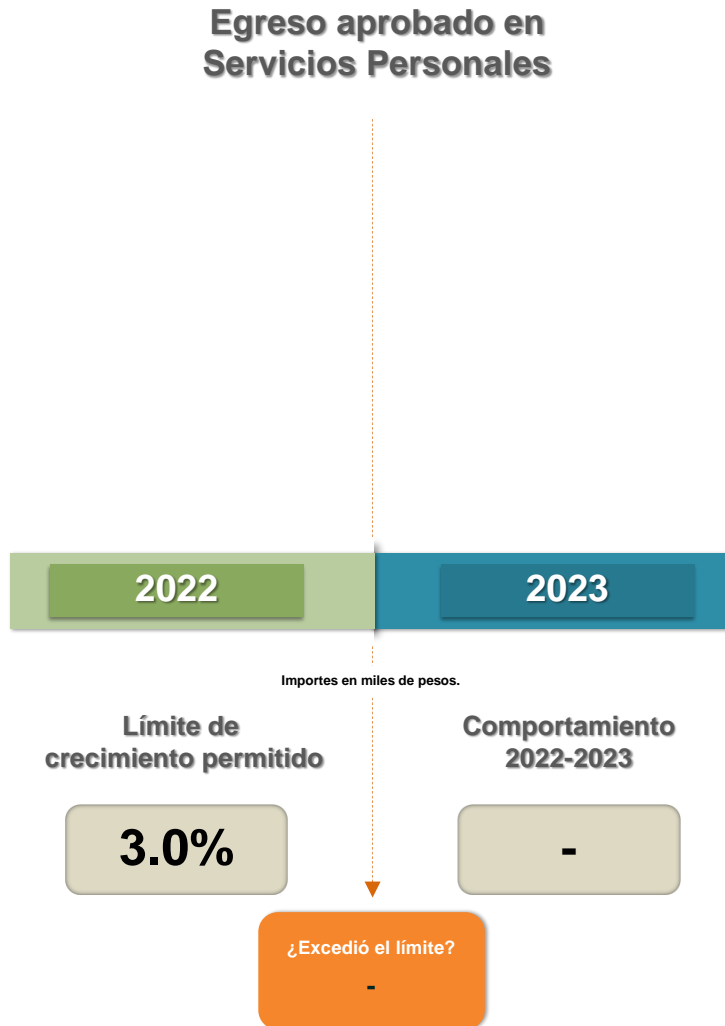 Egreso aprobado en
Servicios Personales
2022
2023
Importes en miles de pesos.
Límite de
crecimiento permitido
3.0%
Comportamiento
2022-2023
-
¿Excedió el límite?
-